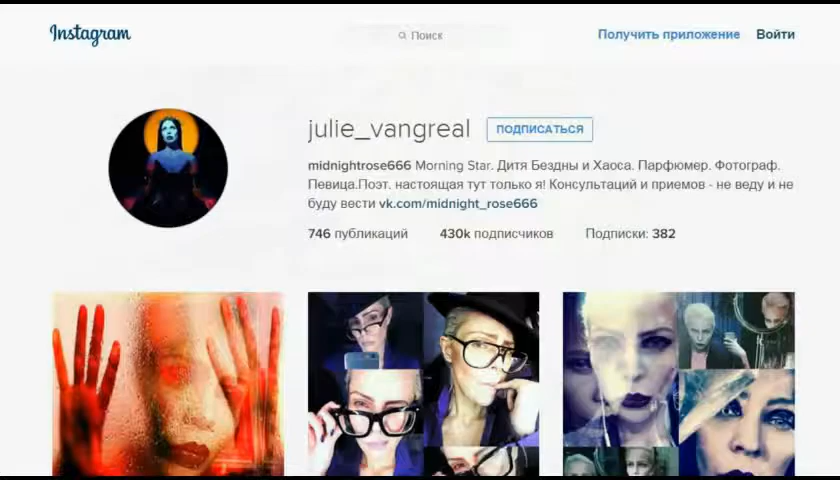 Instagram
Поиск
Получить приложение Войти
julie_vangreal ПОДПИСАТЬСЯ
midnightrose666 Morning Star. Дитя Бездны и Хаоса. Парфюмер. Фотограф.
Певица.Поэт. настоящая тут только я! Консультаций и приемов - не веду и не
буду вести vk.com/midnight_rose666
746 публикаций 430k подписчиков Подписки: 382